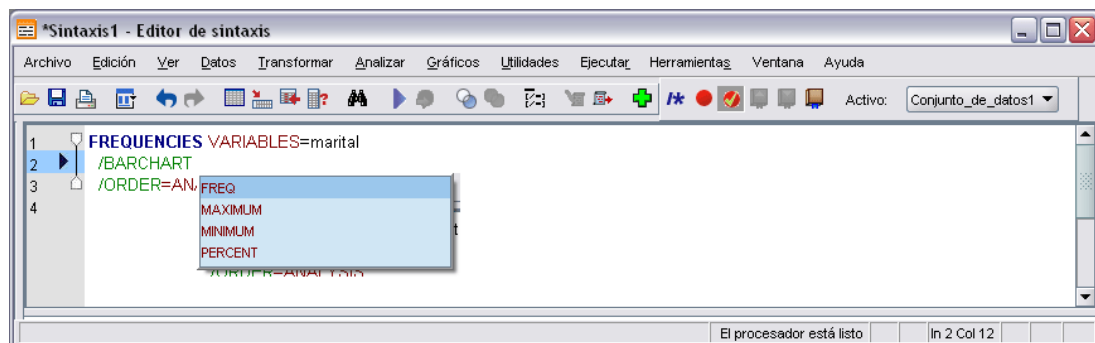 *Sintaxis1 - Editor de sintaxis
Archivo Edición Ver Datos Transformar Analizar Gráficos Utilidades Ejecutar Herramientas Ventana Ayuda
Activo: Conjunto_de_datos1
1 FREQUENCIES VARIABLES=marital
2 /BARCHART
3 /ORDER=ANA
FREQ
4
MAXIMUM
MINIMUM
PERCENT
/ORDER=ANALYSIS
El procesador está listo In 2 Col 12